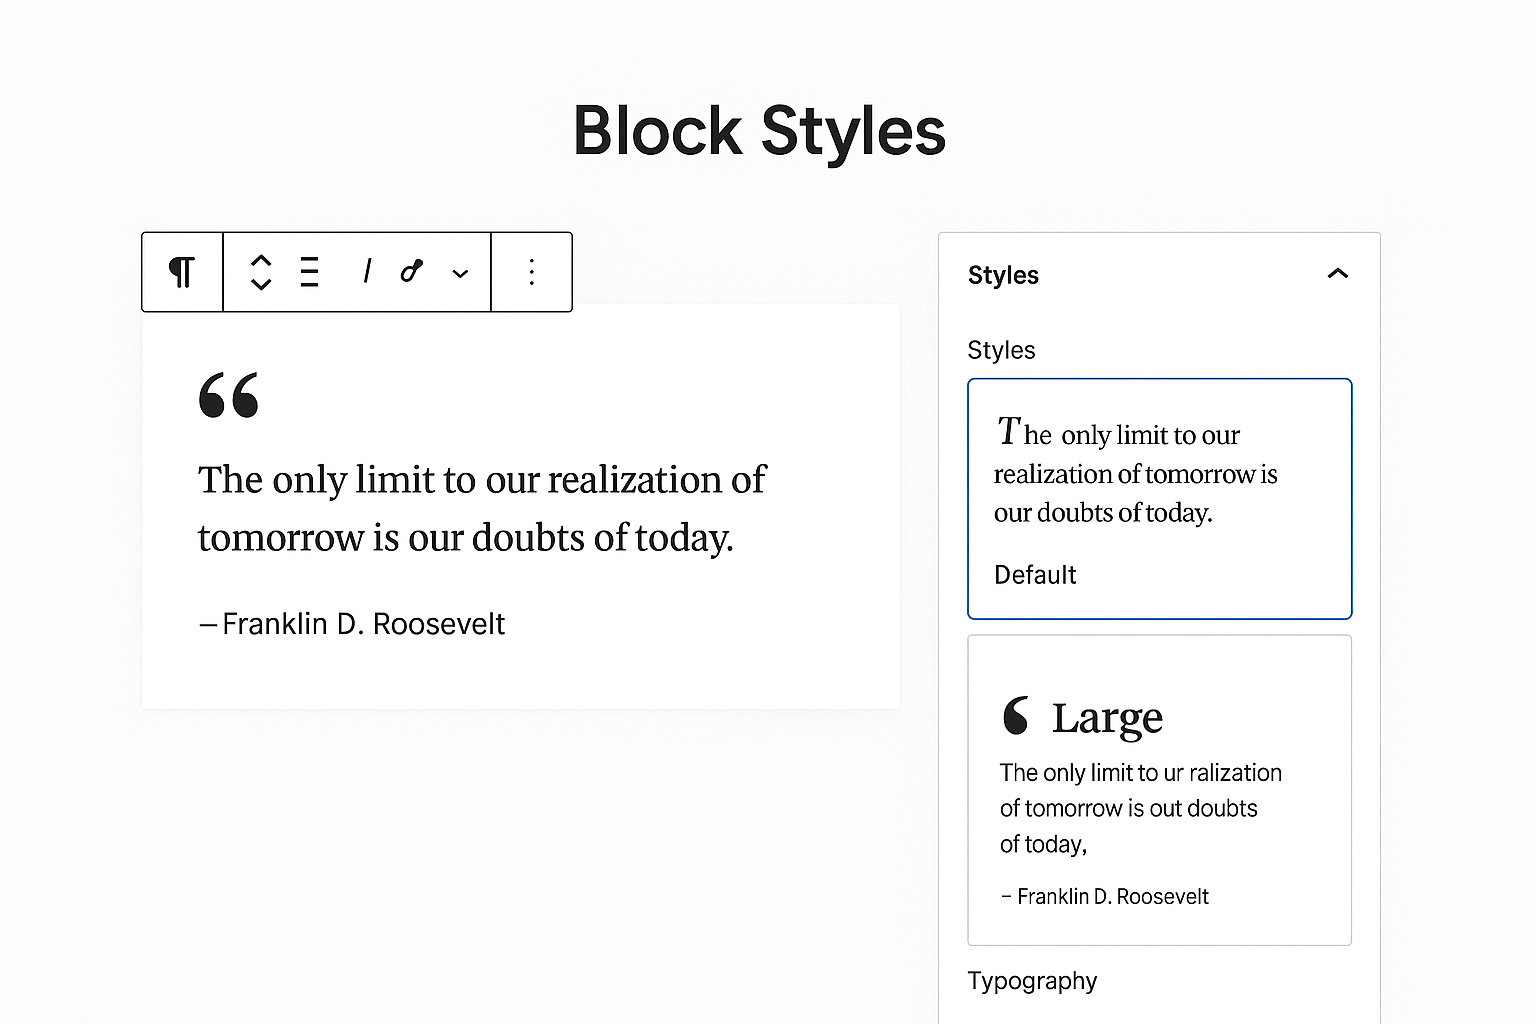 Block Styles
The only limit to our realization of
tomorrow is our doubts of today.
– Franklin D. Roosevelt
Styles
Styles
The only limit to our
realization of tomorrow is
our doubts of today.
Default
Large
The only limit to ur ralization
of tomorrow is out doubts
of today,
– Franklin D. Roosevelt
Typography